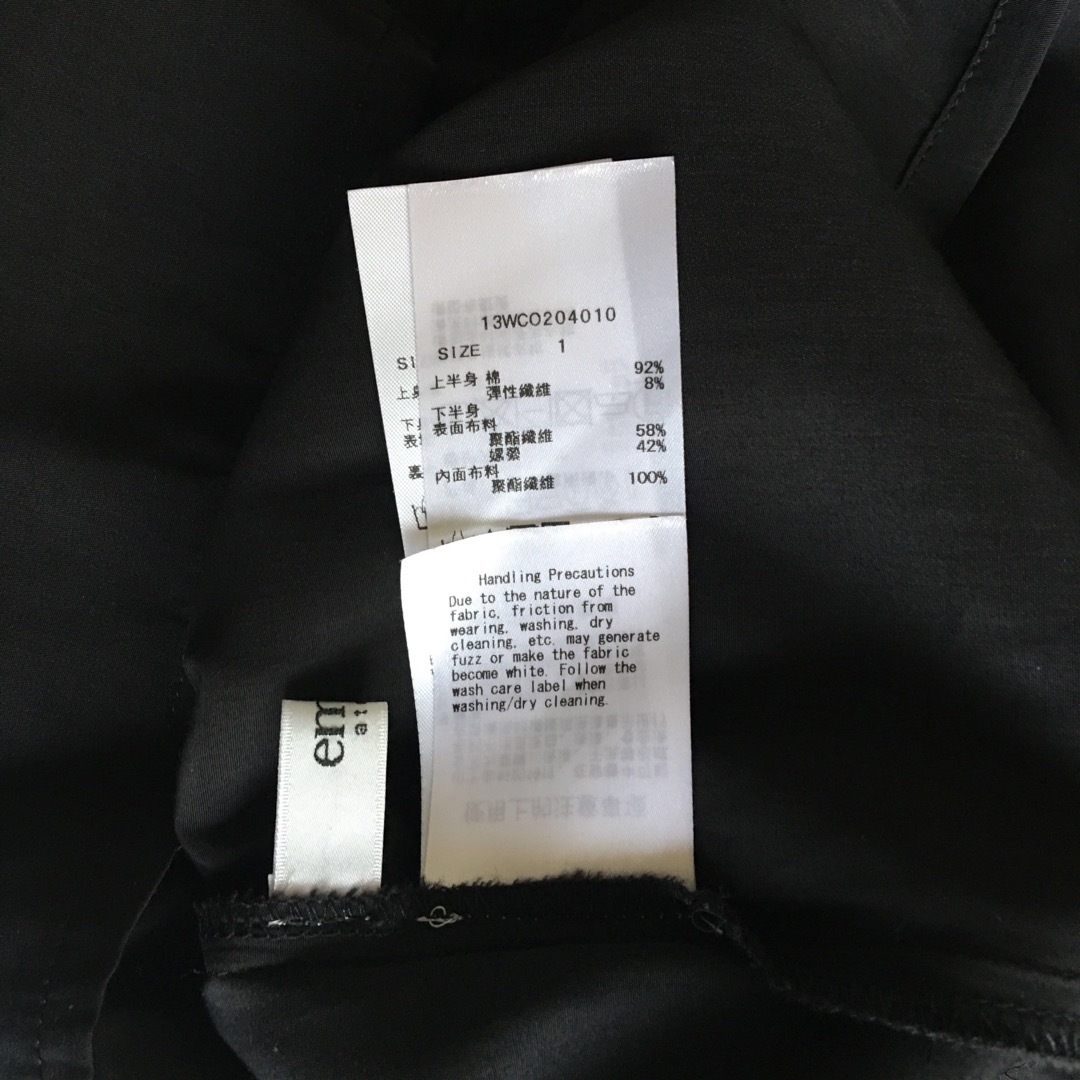 13WC0204010
SIZE 1
上半身 棉 92%
彈性纖維 8%
下半身
表面布料
聚酯纖維 58%
嫘縈 42%
內面布料
聚酯纖維 100%
Handling Precautions
Due to the nature of the
fabric, friction from
wearing, washing, dry
cleaning, etc. may generate
fuzz or make the fabric
become white. Follow the
wash care label when
washing/dry cleaning.
em
at